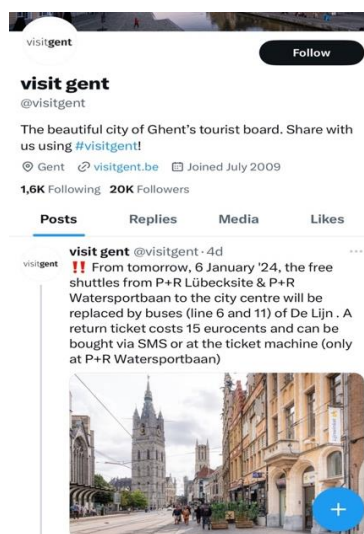 visitgent
Follow
visit gent
@visitgent
The beautiful city of Ghent's tourist board. Share with
us using #visitgent!
Gent visitgent.be Joined July 2009
1,6K Following 20K Followers
Posts Replies Media Likes
visitgent
visit gent @visitgent · 4d
‼️ From tomorrow, 6 January '24, the free
shuttles from P+R Lübecksite & P+R
Watersportbaan to the city centre will be
replaced by buses (line 6 and 11) of De Lijn . A
return ticket costs 15 eurocents and can be
bought via SMS or at the ticket machine (only
at P+R Watersportbaan)